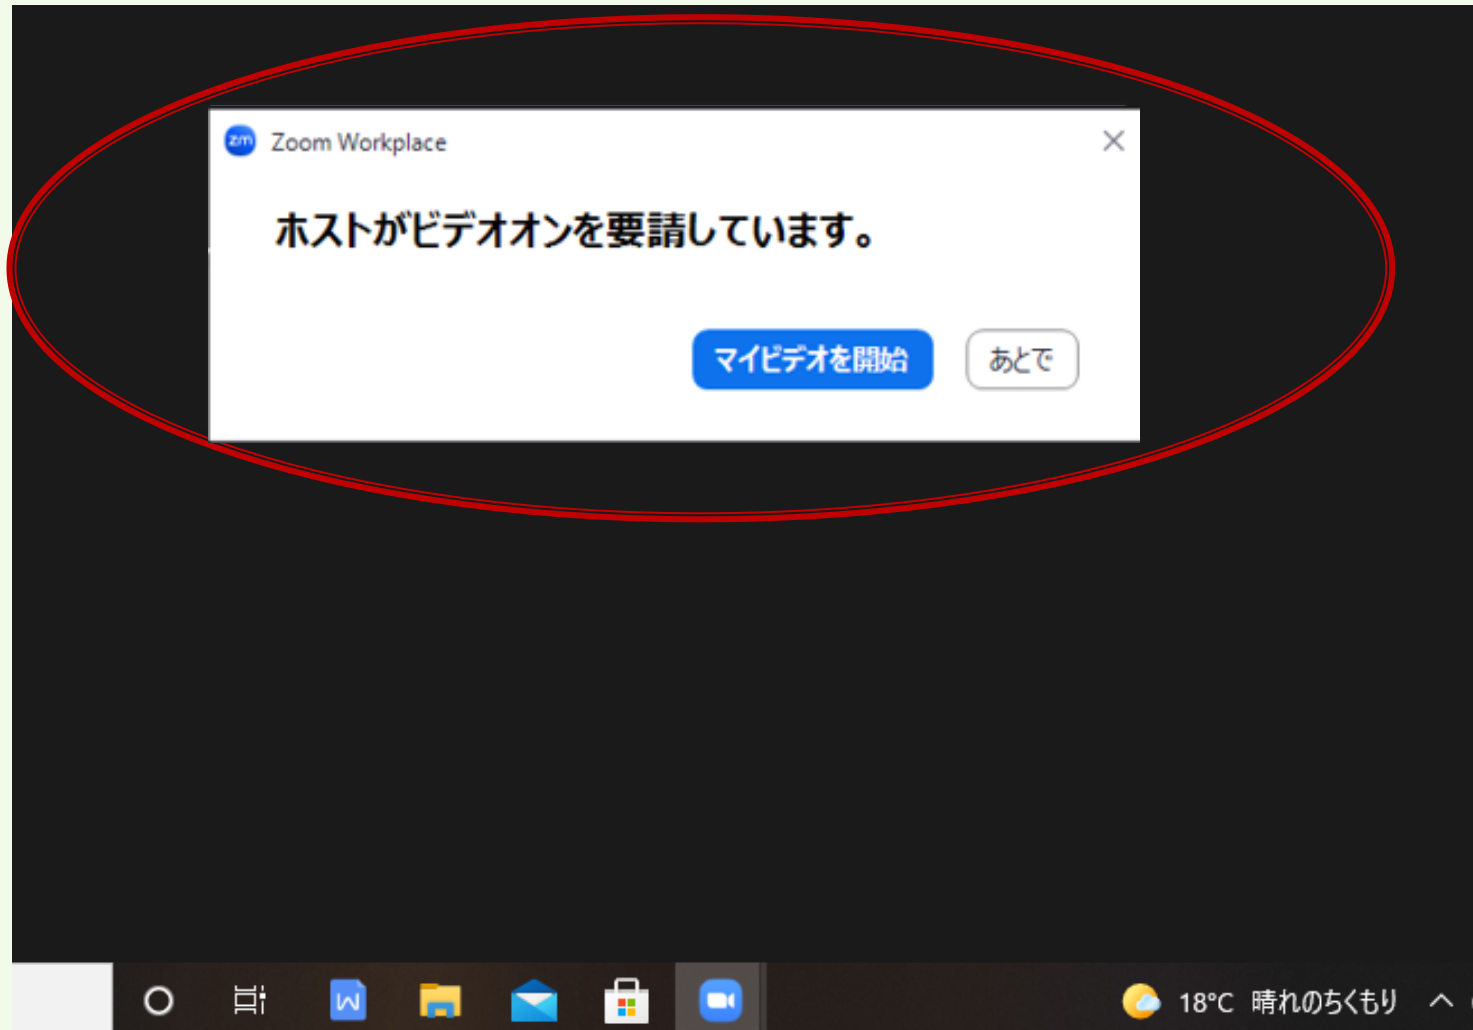 zm Zoom Workplace
ホストがビデオオンを要請しています。
マイビデオを開始 あとで
W 18°C 晴れのちくもり